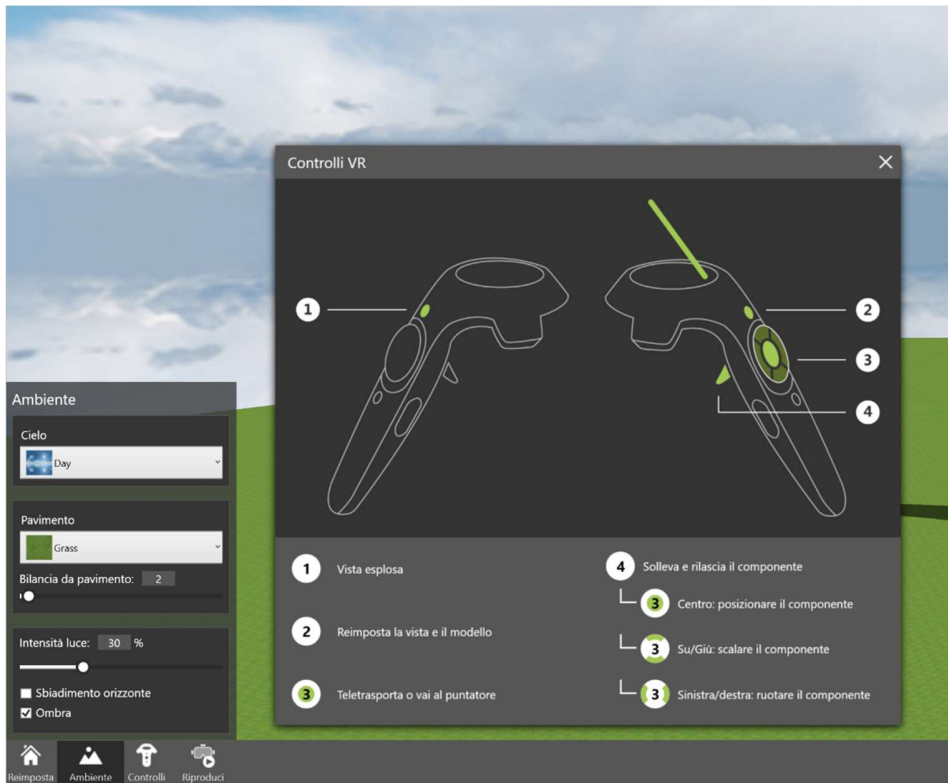 Controlli VR
1
2
3
4
Ambiente
Cielo
Day
Pavimento
Grass
Bilancia da pavimento: 2
Intensità luce: 30 %
Sbiadimento orizzonte
Ombra
1 Vista esplosa
2 Reimposta la vista e il modello
3 Teletrasporta o vai al puntatore
4 Solleva e rilascia il componente
3 Centro: posizionare il componente
3 Su/Giù: scalare il componente
3 Sinistra/destra: ruotare il componente
Reimposta Ambiente Controlli Riproduci